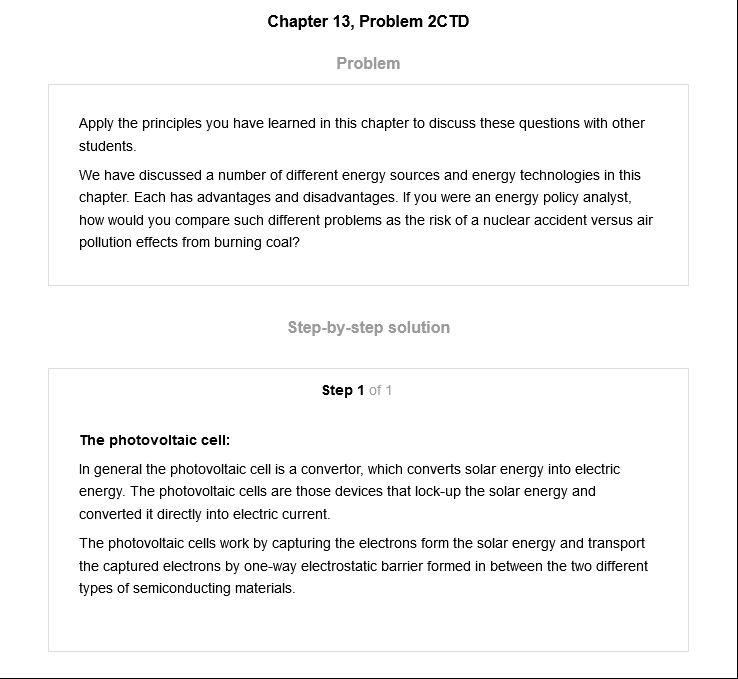 Chapter 13, Problem 2CTD
Problem
Apply the principles you have learned in this chapter to discuss these questions with other
students.
We have discussed a number of different energy sources and energy technologies in this
chapter. Each has advantages and disadvantages. If you were an energy policy analyst,
how would you compare such different problems as the risk of a nuclear accident versus air
pollution effects from burning coal?
Step-by-step solution
Step 1 of 1
The photovoltaic cell:
In general the photovoltaic cell is a convertor, which converts solar energy into electric
energy. The photovoltaic cells are those devices that lock-up the solar energy and
converted it directly into electric current.
The photovoltaic cells work by capturing the electrons form the solar energy and transport
the captured electrons by one-way electrostatic barrier formed in between the two different
types of semiconducting materials.